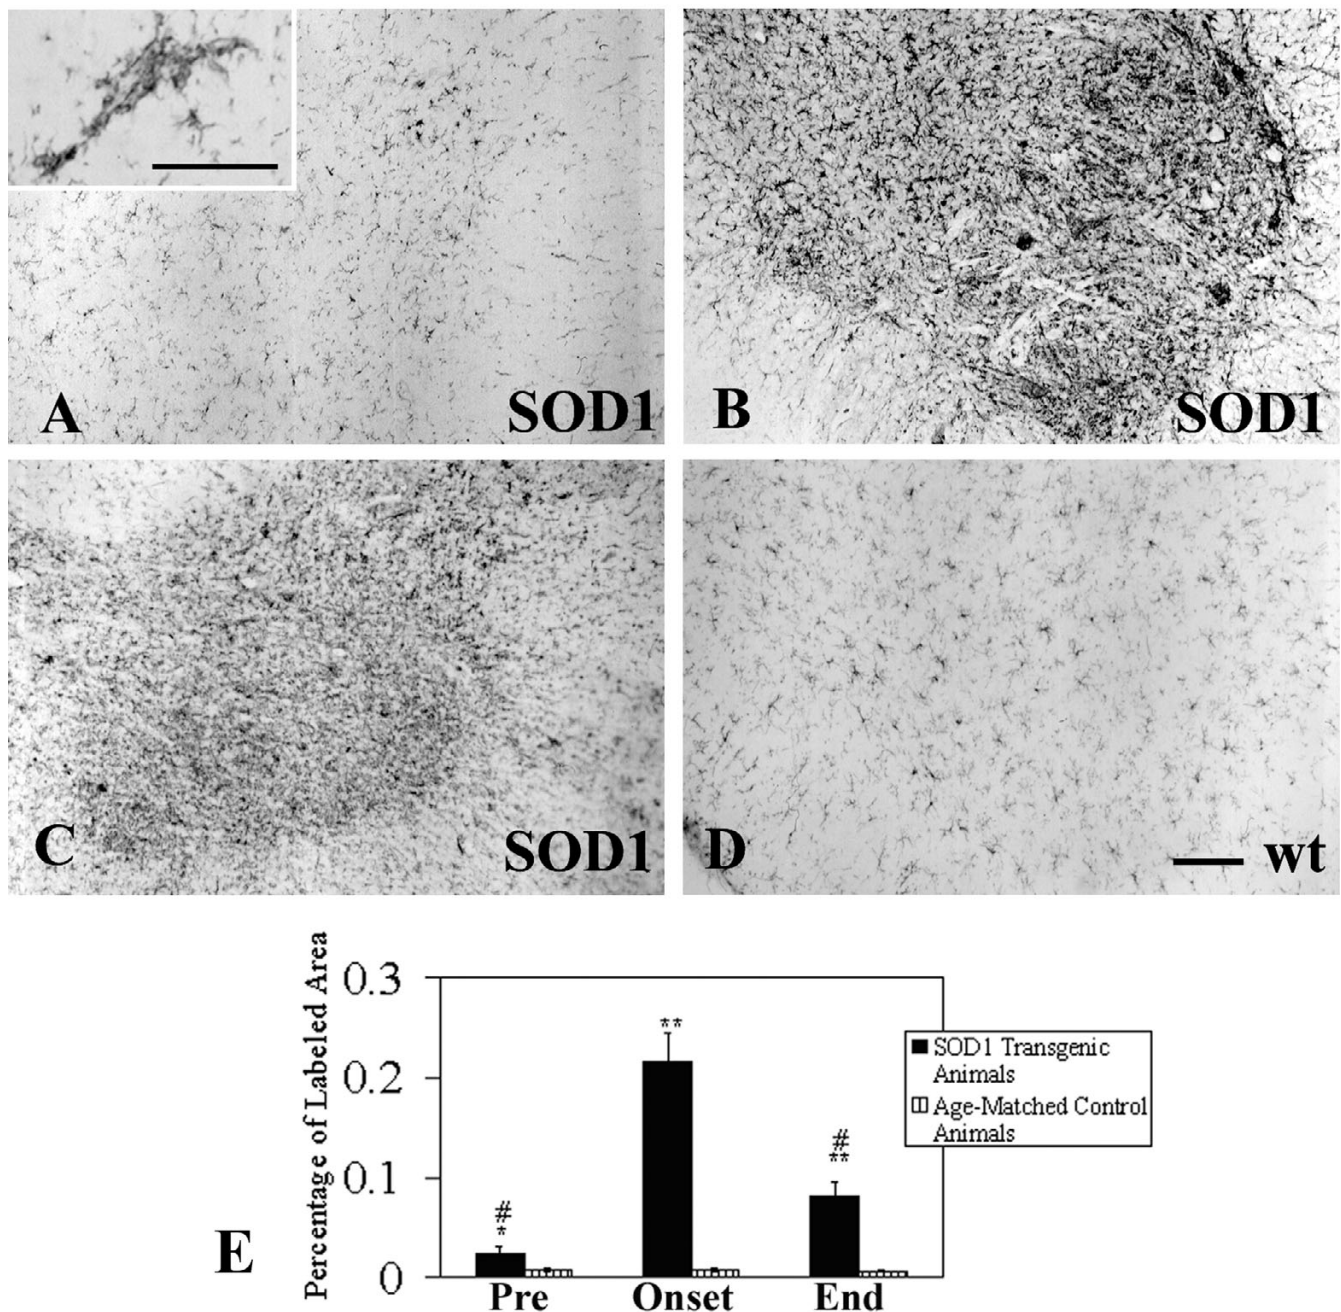 A
SOD1
B
SOD1
C
SOD1
D
wt
E
Percentage of Labeled Area
0.3
0.2
0.1
0
#
*
**
#
**
Pre
Onset
End
SOD1 Transgenic
Animals
Age-Matched Control
Animals